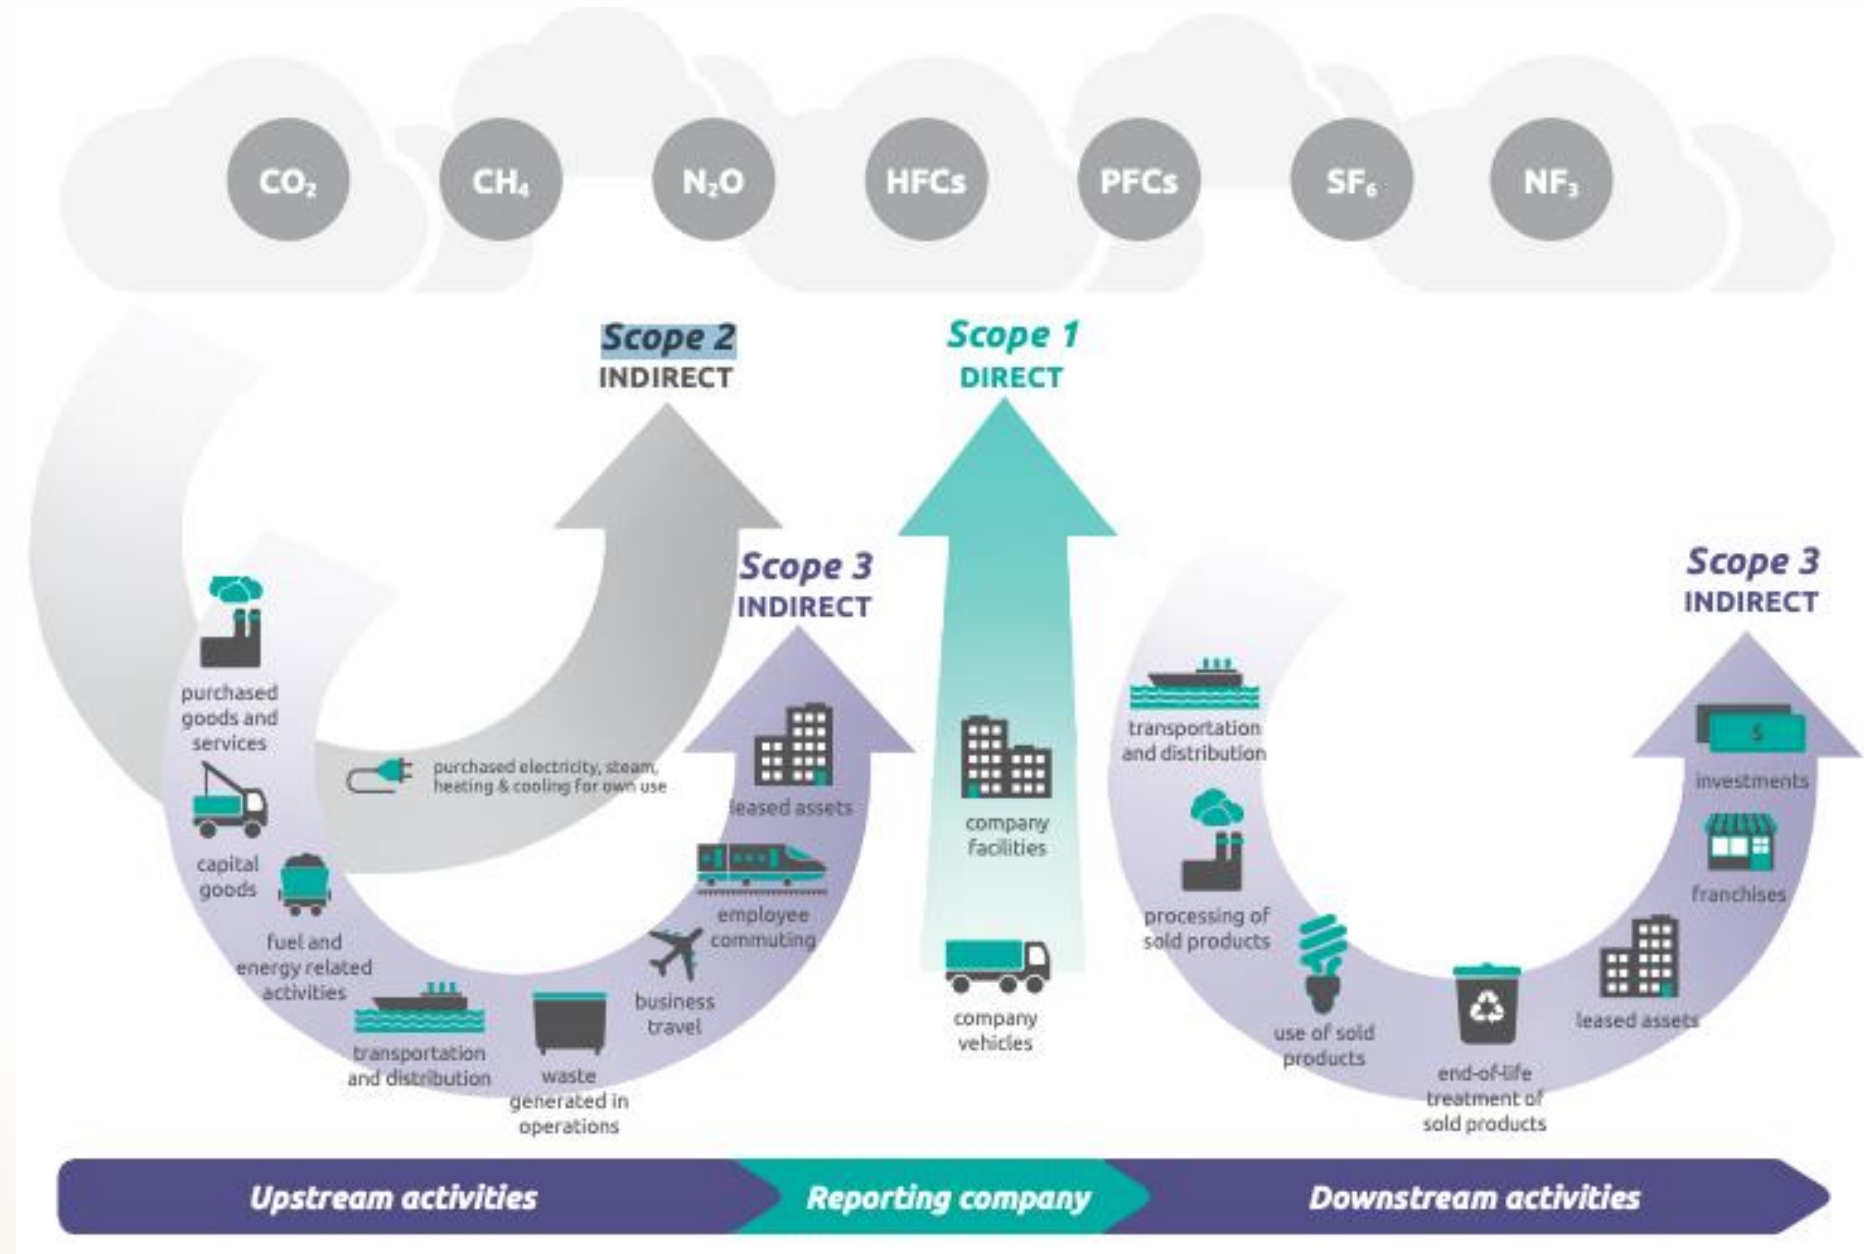 CO₂
CH₄
N₂O
HFCs
PFCs
SF₆
NF₃
Scope 2
INDIRECT
Scope 1
DIRECT
Scope 3
INDIRECT
Scope 3
INDIRECT
purchased
goods and
services
capital
goods
fuel and
energy related
activities
transportation
and distribution
waste
generated in
operations
business
travel
employee
commuting
leased assets
purchased electricity, steam,
heating & cooling for own use
company
facilities
company
vehicles
transportation
and distribution
processing of
sold products
use of sold
products
end-of-life
treatment of
sold products
leased assets
franchises
investments
$
Upstream activities
Reporting company
Downstream activities